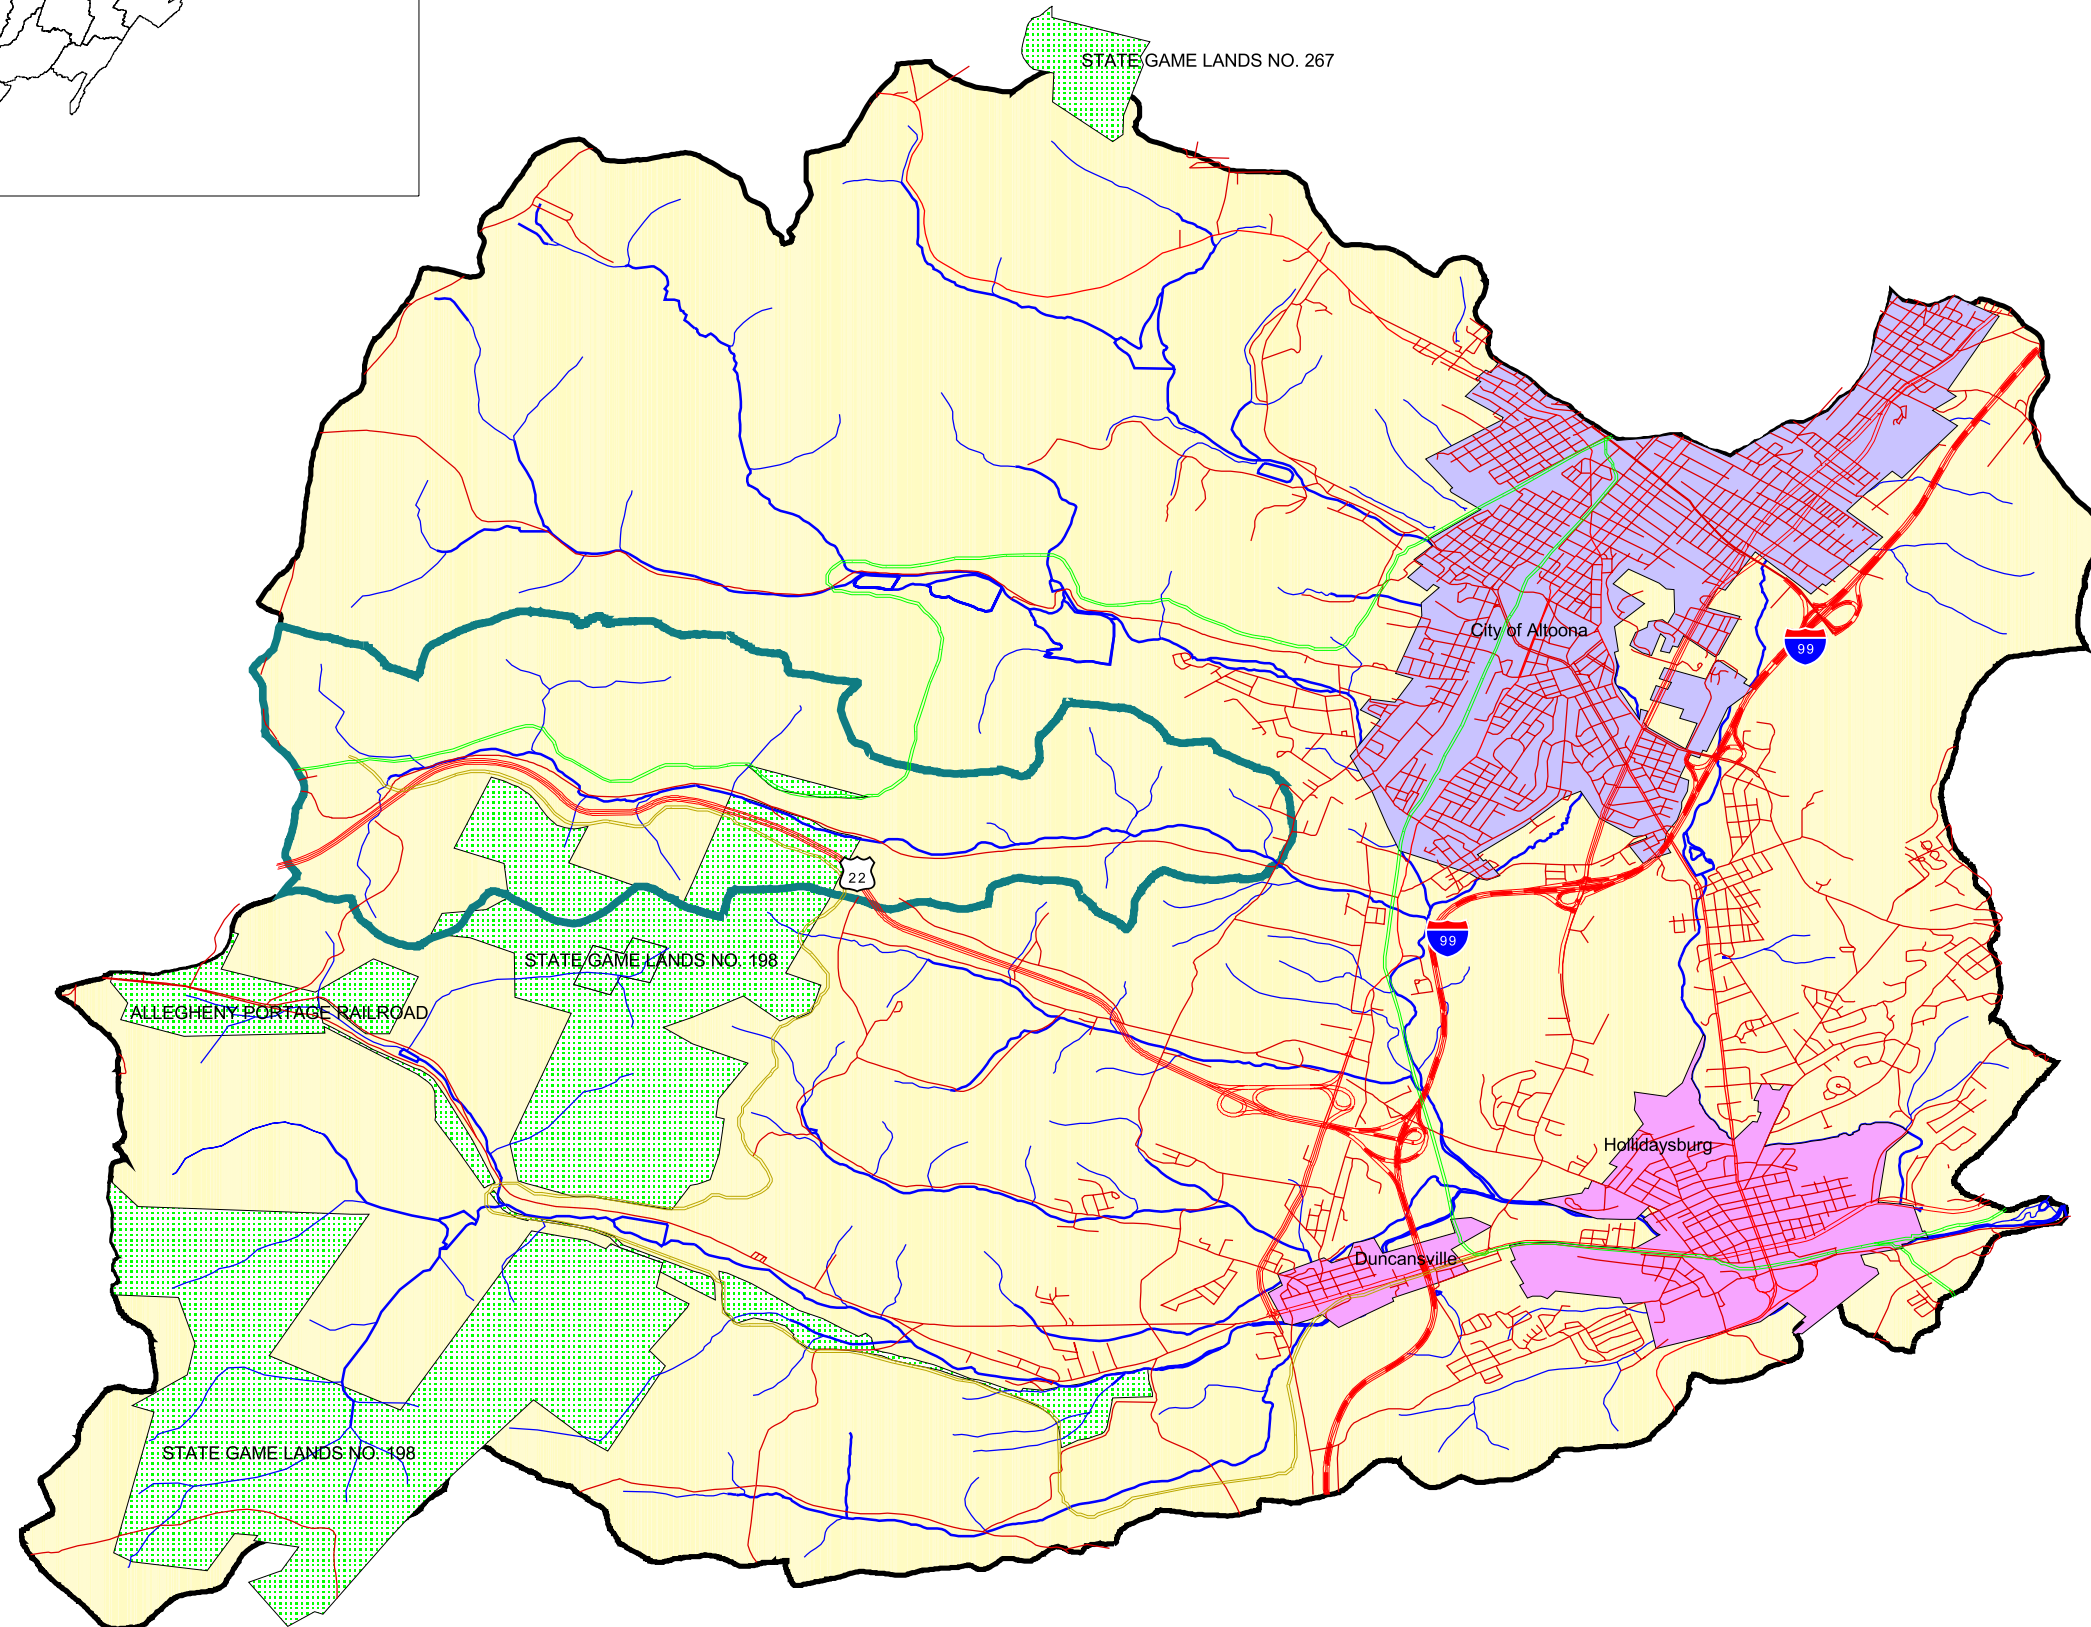 STATE GAME LANDS NO. 267
City of Altoona
99
22
99
STATE GAME LANDS NO. 198
ALLEGHENY PORTAGE RAILROAD
Hollidaysburg
Duncansville
STATE GAME LANDS NO. 198